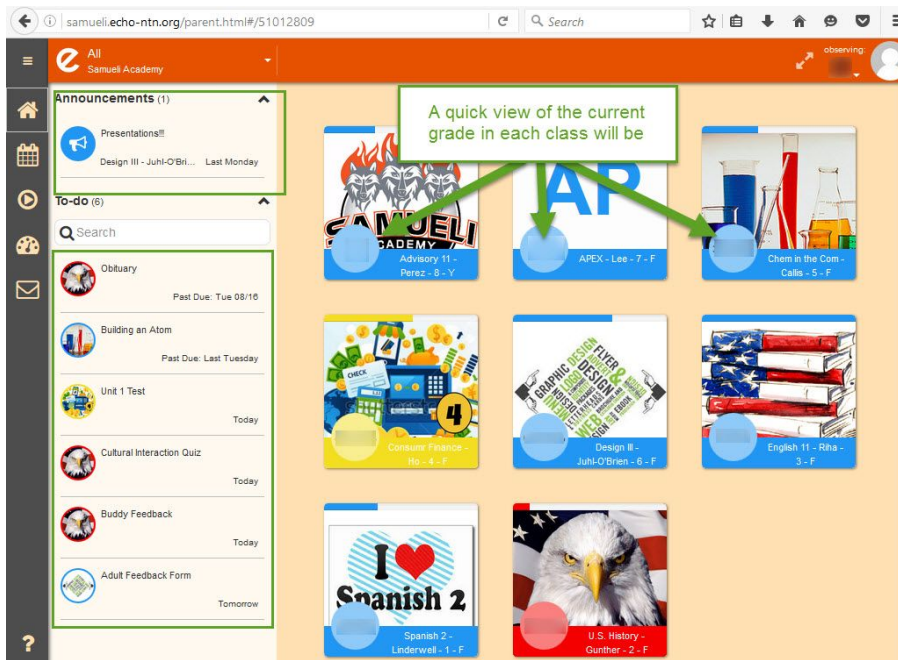 samueli.echo-ntn.org/parent.html#/51012809
Search
All
Samueli Academy
observing:
Announcements (1)
Presentations!!!
Design III - Juhl-O'Bri... Last Monday
To-do (6)
Search
Obituary
Past Due: Tue 08/16
Building an Atom
Past Due: Last Tuesday
Unit 1 Test
Today
Cultural Interaction Quiz
Today
Buddy Feedback
Today
Adult Feedback Form
Tomorrow
?
A quick view of the current
grade in each class will be
SAMUELI
ACADEMY
Advisory 11 -
Perez - 8 - Y
AP
APEX - Lee - 7 - F
Chem in the Com -
Callis - 5 - F
CHECK
4
Consumr Finance -
Ho - 4 - F
GRAPHIC DESIGN
FLYER
&
LOGO
DESIGN
WEB
EBOOK
Design III -
Juhl-O'Brien - 6 - F
English 11 - Riha -
3 - F
I
Spanish 2
Spanish 2 -
Linderwell - 1 - F
U.S. History -
Gunther - 2 - F